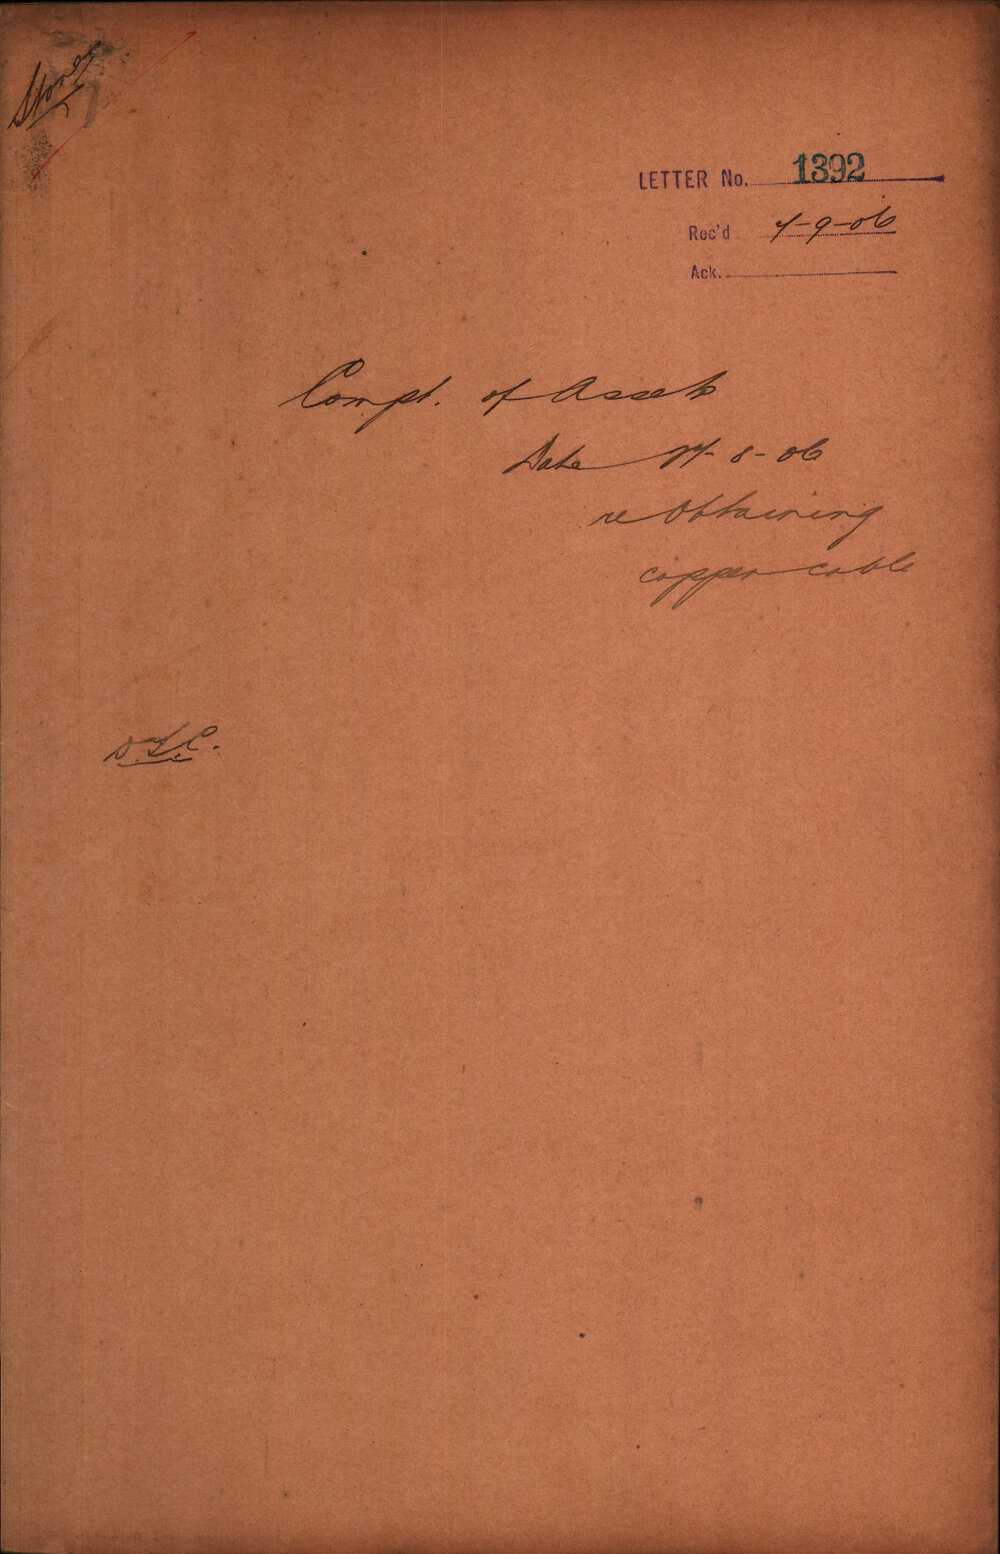 Stores
LETTER No. 1392
Rec'd 4-9-06
Ack.
Compt. of Assets
Date 17-8-06
re Obtaining
copper cable